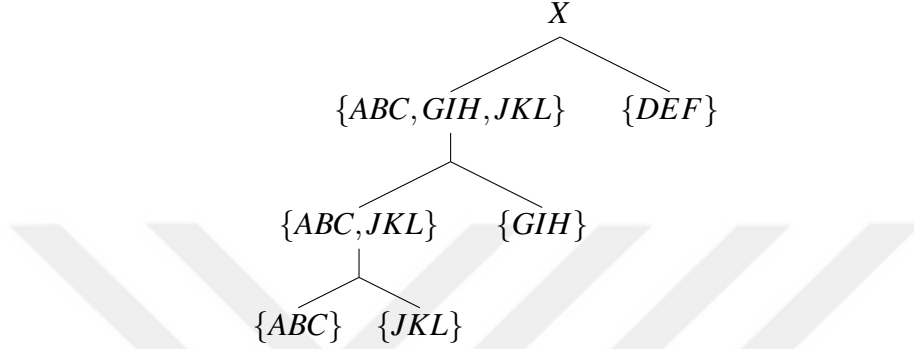 X
{ABC,GIH,JKL} {DEF}
{ABC,JKL} {GIH}
{ABC} {JKL}